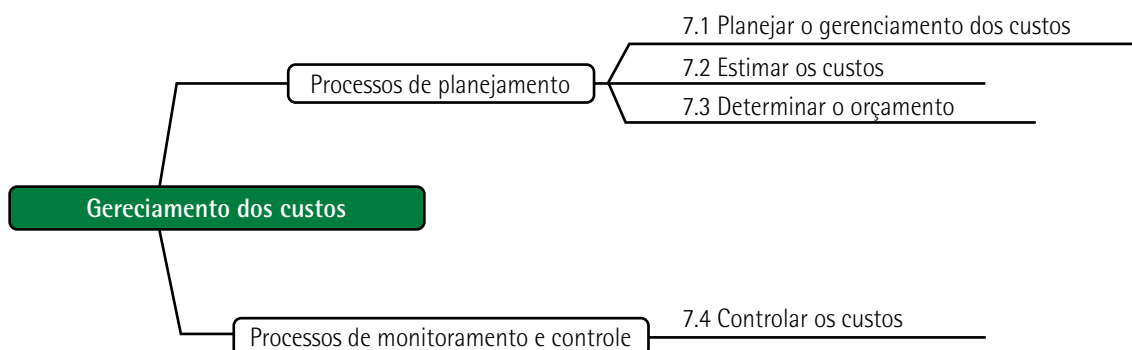 7.1 Planejar o gerenciamento dos custos
Processos de planejamento
7.2 Estimar os custos
7.3 Determinar o orçamento
Gereciamento dos custos
7.4 Controlar os custos
Processos de monitoramento e controle